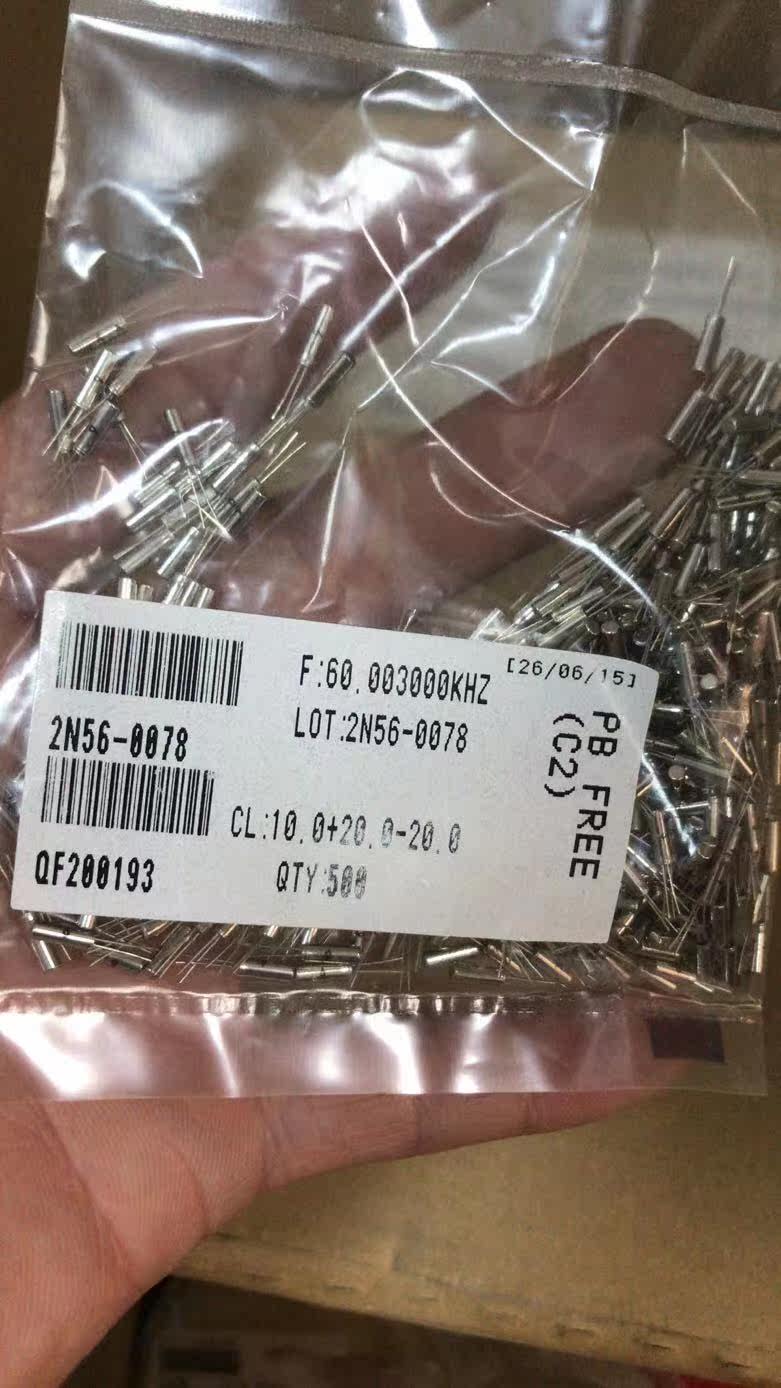 F:60.003000KHZ
[26/06/15]
2N56-0078
LOT:2N56-0078
PB FREE
(C2)
CL:10.0+20.0-20.0
QF200193
QTY:500